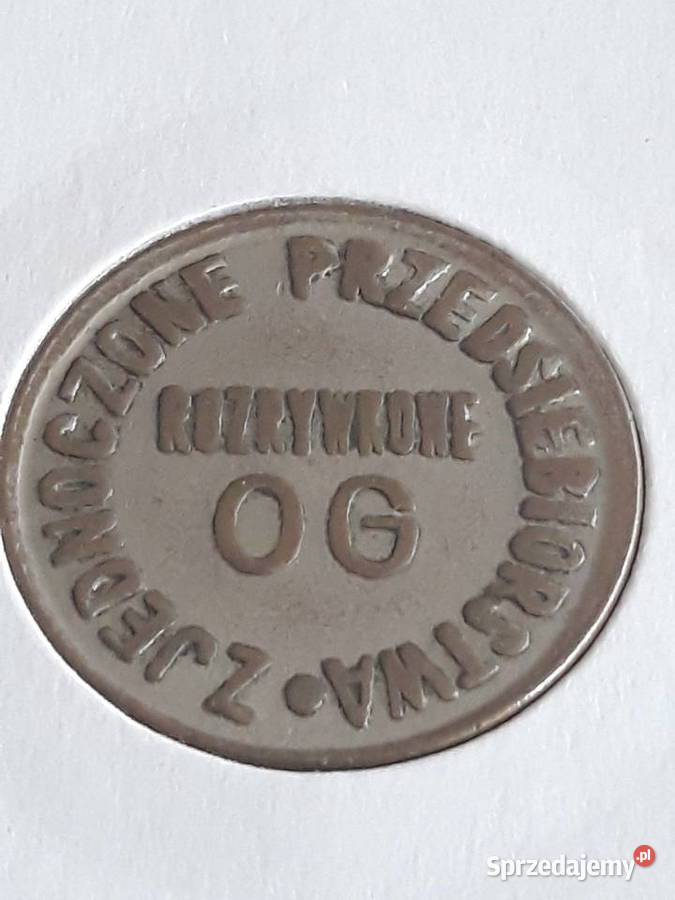 ZJEDNOCZONE PRZEDSIĘBIORSTWA •
ROZRYWKOWE
OG
Sprzedajemy.pl